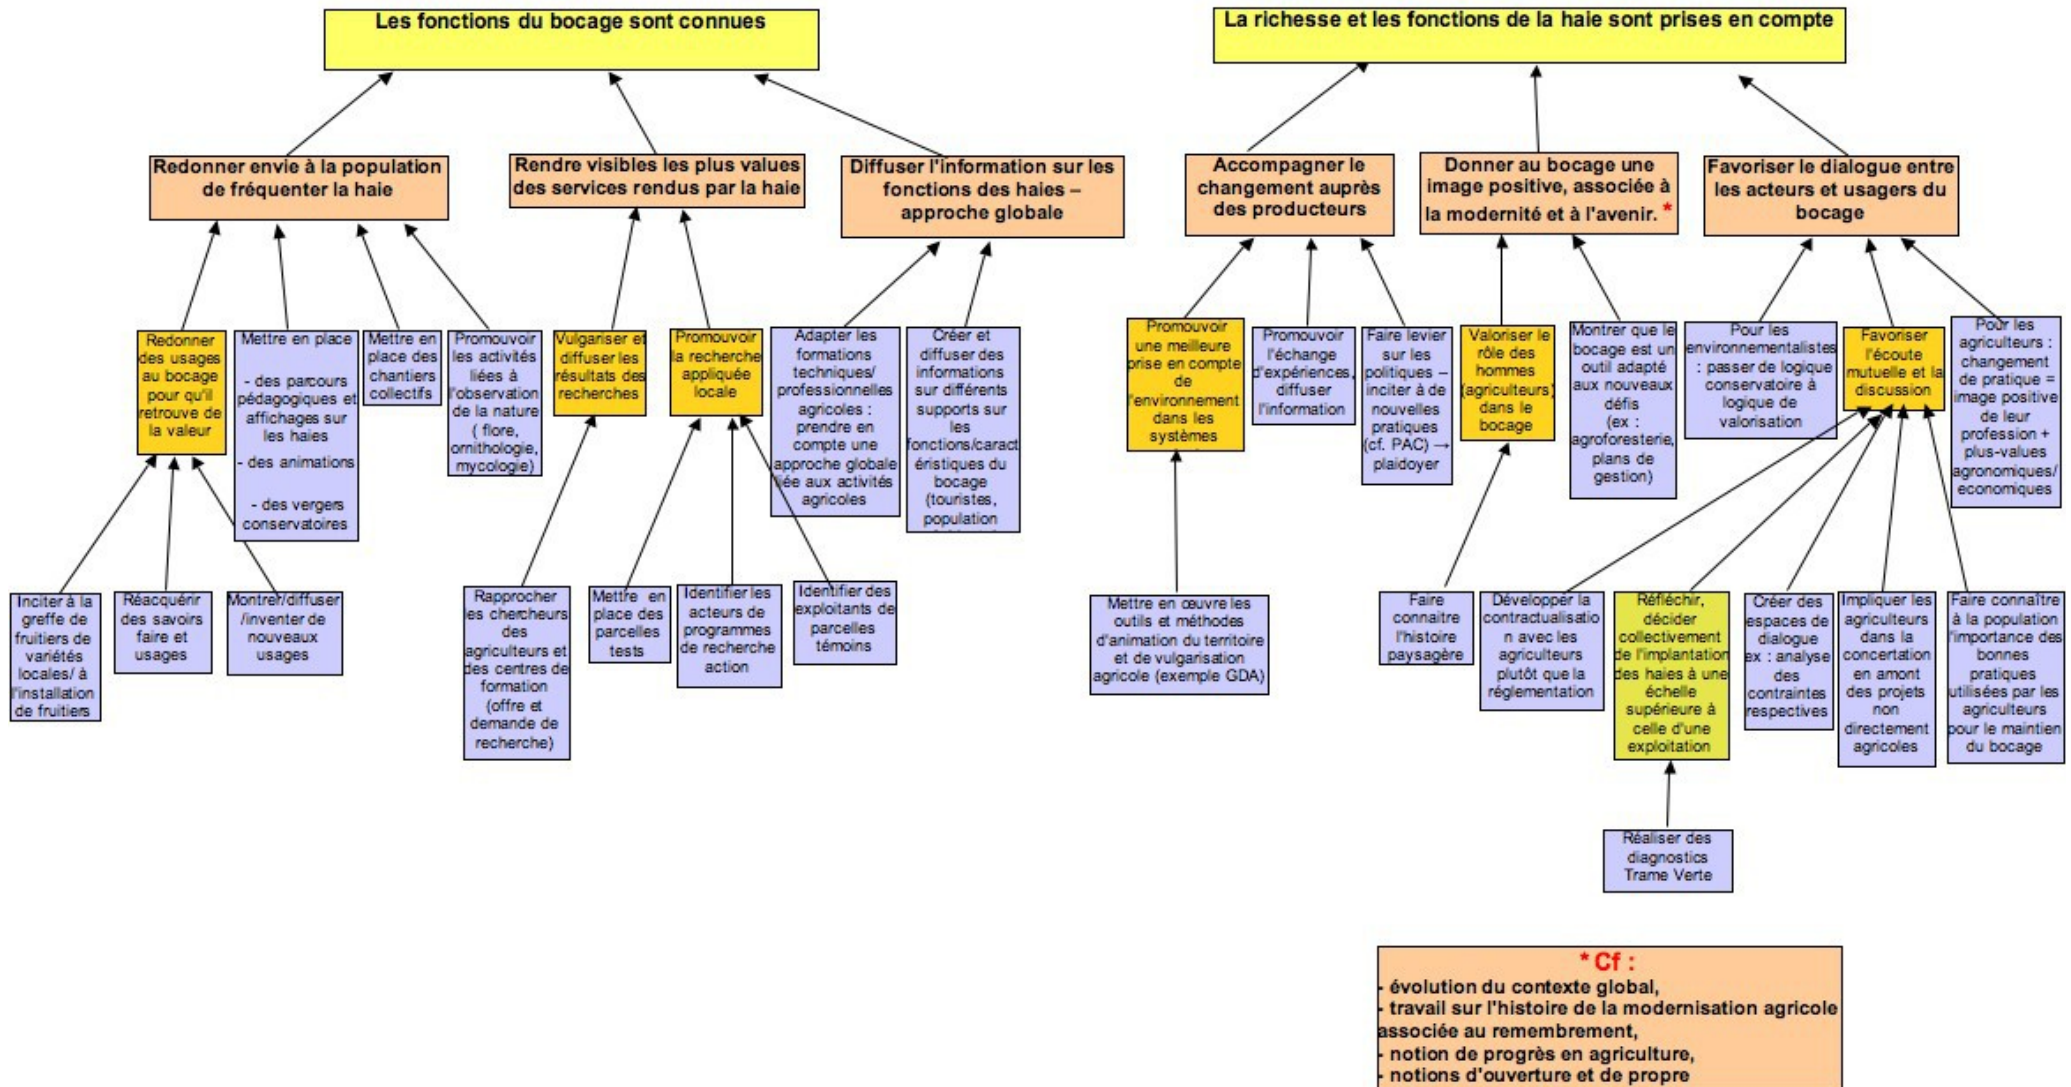 Les fonctions du bocage sont connues
La richesse et les fonctions de la haie sont prises en compte
Redonner envie à la population
de fréquenter la haie
Rendre visibles les plus values
des services rendus par la haie
Diffuser l'information sur les
fonctions des haies –
approche globale
Accompagner le
changement auprès
des producteurs
Donner au bocage une
image positive, associée à
la modernité et à l'avenir. *
Favoriser le dialogue entre
les acteurs et usagers du
bocage
Redonner
des usages
au bocage
pour qu'il
retrouve de
la valeur
Mettre en place
- des parcours
pédagogiques et
affichages sur
les haies
- des animations
- des vergers
conservatoires
Mettre en
place des
chantiers
collectifs
Promouvoir
les activités
liées à
l'observation
de la nature
( flore,
ornithologie,
mycologie)
Vulgariser et
diffuser les
résultats des
recherches
Promouvoir
la recherche
appliquée
locale
Adapter les
formations
techniques/
professionnelles
agricoles :
prendre en
compte une
approche globale
liée aux activités
agricoles
Créer et
diffuser des
informations
sur différents
supports sur
les
fonctions/caract
éristiques du
bocage
(touristes,
population
Promouvoir
une meilleure
prise en compte
de
l'environnement
dans les
systèmes
Promouvoir
l'échange
d'expériences,
diffuser
l'information
Faire levier
sur les
politiques –
inciter à de
nouvelles
pratiques
(cf. PAC) →
plaidoyer
Valoriser le
rôle des
hommes
(agriculteurs)
dans le
bocage
Montrer que le
bocage est un
outil adapté
aux nouveaux
défis
(ex :
agroforesterie,
plans de
gestion)
Pour les
environnementalistes
: passer de logique
conservatoire à
logique de
valorisation
Favoriser
l'écoute
mutuelle et la
discussion
Pour les
agriculteurs :
changement
de pratique =
image positive
de leur
profession +
plus-values
agronomiques/
economiques
Inciter à la
greffe de
fruitiers de
variétés
locales/ à
l'installation
de fruitiers
Réacquérir
des savoirs
faire et
usages
Montrer/diffuser
/inventer de
nouveaux
usages
Rapprocher
les chercheurs
des
agriculteurs et
des centres de
formation
(offre et
demande de
recherche)
Mettre en
place des
parcelles
tests
Identifier les
acteurs de
programmes
de recherche
action
Identifier des
exploitants de
parcelles
témoins
Mettre en œuvre les
outils et méthodes
d'animation du territoire
et de vulgarisation
agricole (exemple GDA)
Faire
connaitre
l'histoire
paysagère
Développer la
contractualisatio
n avec les
agriculteurs
plutôt que la
réglementation
Réfléchir,
décider
collectivement
de l'implantation
des haies à une
échelle
supérieure à
celle d'une
exploitation
Créer des
espaces de
dialogue
ex : analyse
des
contraintes
respectives
Impliquer les
agriculteurs
dans la
concertation
en amont
des projets
non
directement
agricoles
Faire connaître
à la population
l'importance des
bonnes
pratiques
utilisées par les
agriculteurs
pour le maintien
du bocage
Réaliser des
diagnostics
Trame Verte
* Cf :
- évolution du contexte global,
- travail sur l'histoire de la modernisation agricole
associée au remembrement,
- notion de progrès en agriculture,
- notions d'ouverture et de propre